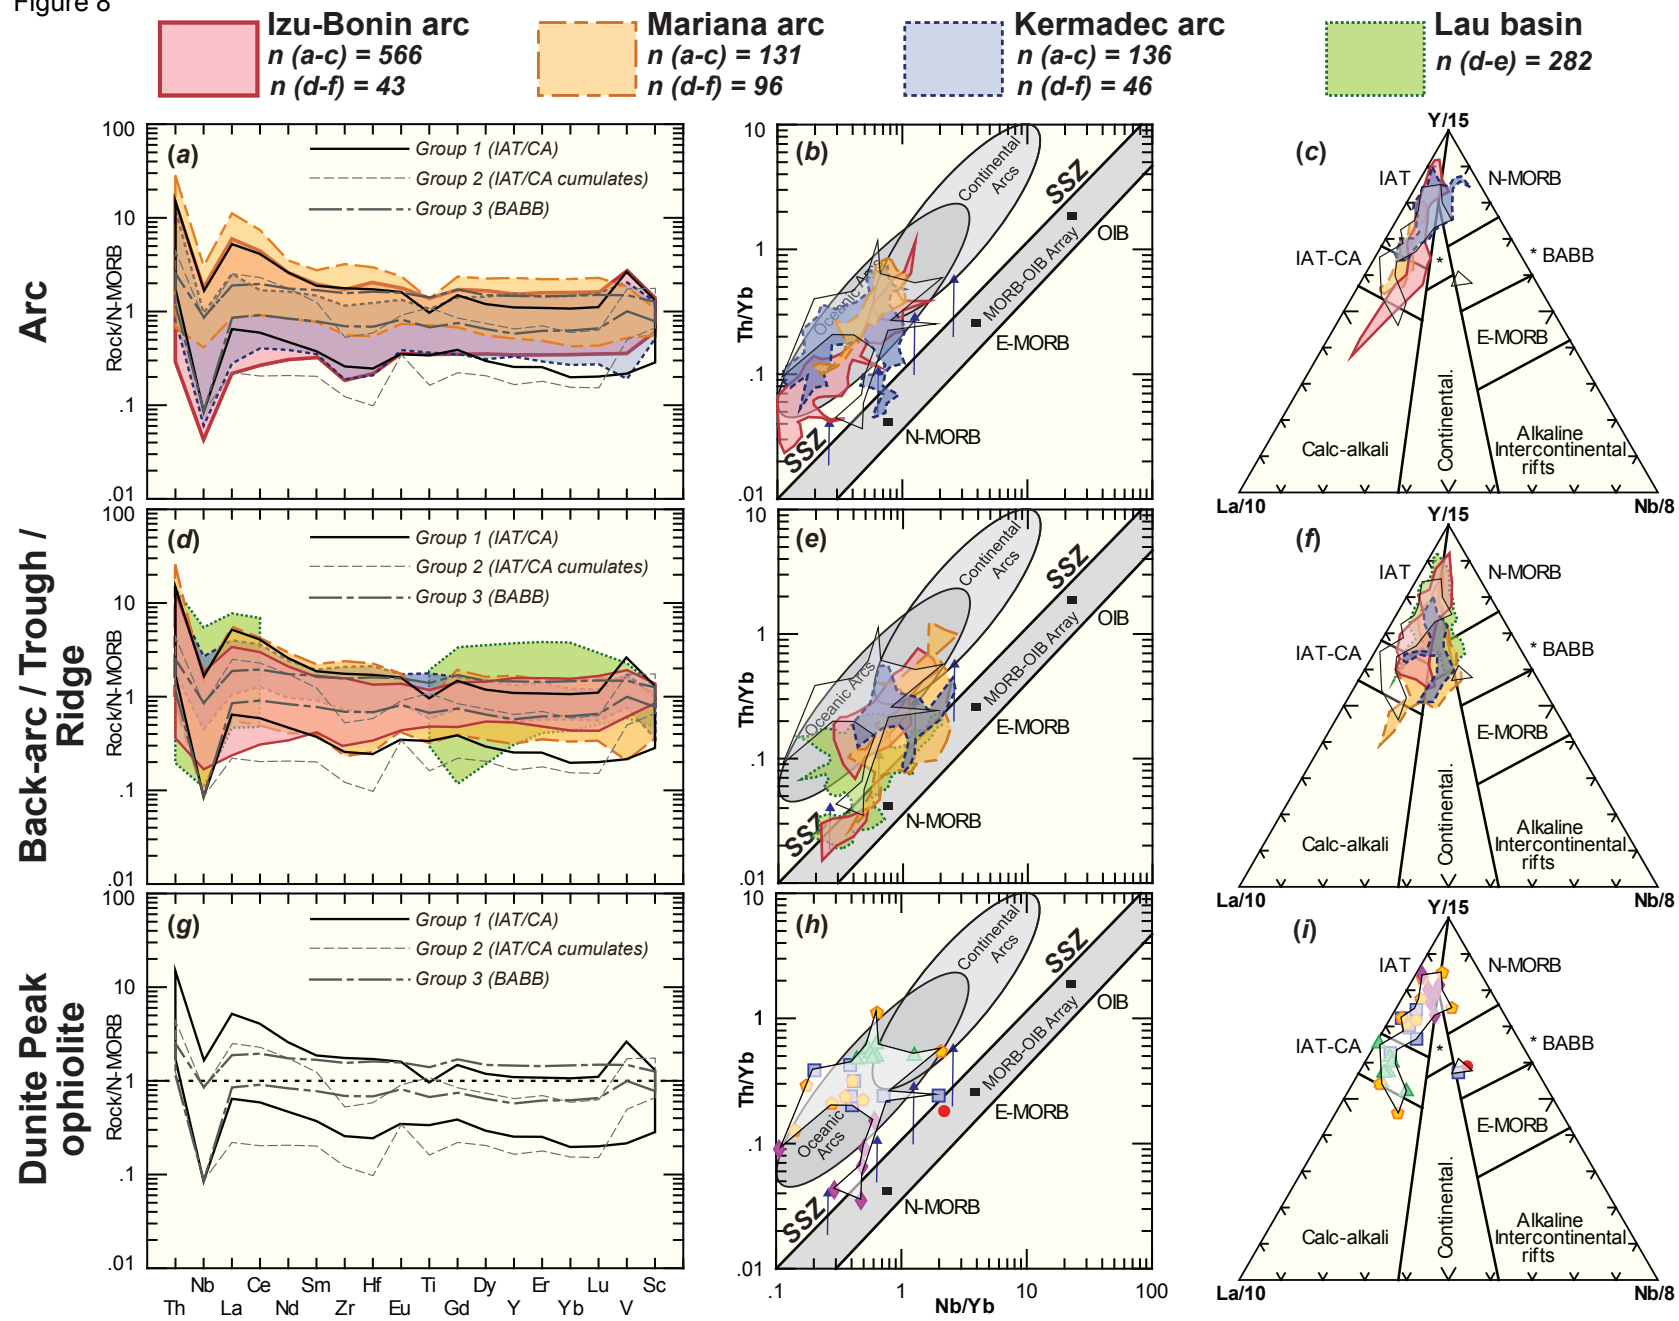 Figure 8
Izu-Bonin arc
n (a-c) = 566
n (d-f) = 43
Mariana arc
n (a-c) = 131
n (d-f) = 96
Kermadec arc
n (a-c) = 136
n (d-f) = 46
Lau basin
n (d-e) = 282
Arc
Rock/N-MORB
100
10
1
.1
.01
(a)
Group 1 (IAT/CA)
Group 2 (IAT/CA cumulates)
Group 3 (BABB)
Th/Yb
10
1
.1
.01
(b)
Continental
Arcs
Oceanic Arcs
SSZ
MORB-OIB Array
OIB
E-MORB
N-MORB
SSZ
(c)
Y/15
IAT
N-MORB
IAT-CA
*
* BABB
E-MORB
Calc-alkali
Continental.
Alkaline
Intercontinental
rifts
La/10
Nb/8
Back-arc / Trough /
Ridge
Rock/N-MORB
100
10
1
.1
.01
(d)
Group 1 (IAT/CA)
Group 2 (IAT/CA cumulates)
Group 3 (BABB)
Th/Yb
10
1
.1
.01
(e)
Continental
Arcs
Oceanic Arcs
SSZ
MORB-OIB Array
OIB
E-MORB
N-MORB
SSZ
(f)
Y/15
IAT
N-MORB
IAT-CA
* BABB
E-MORB
Calc-alkali
Continental.
Alkaline
Intercontinental
rifts
La/10
Nb/8
Dunite Peak
ophiolite
Rock/N-MORB
100
10
1
.1
.01
(g)
Group 1 (IAT/CA)
Group 2 (IAT/CA cumulates)
Group 3 (BABB)
Nb Ce Sm Hf Ti Dy Er Lu Sc
Th La Nd Zr Eu Gd Y Yb V
Th/Yb
10
1
.1
.01
(h)
Continental
Arcs
Oceanic
Arcs
SSZ
MORB-OIB Array
OIB
E-MORB
N-MORB
SSZ
.1 1 10 100
Nb/Yb
(i)
Y/15
IAT
N-MORB
IAT-CA
*
* BABB
E-MORB
Calc-alkali
Continental.
Alkaline
Intercontinental
rifts
La/10
Nb/8